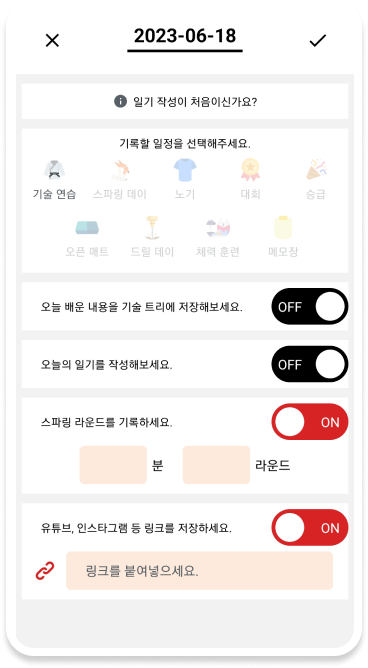 2023-06-18
일기 작성이 처음이신가요?
기록할 일정을 선택해주세요.
기술 연습 스파링 데이 노기 대회 승급
오픈 매트 드릴 데이 체력 훈련 메모장
오늘 배운 내용을 기술 트리에 저장해보세요. OFF
오늘의 일기를 작성해보세요. OFF
스파링 라운드를 기록하세요. ON
분 라운드
유튜브, 인스타그램 등 링크를 저장하세요. ON
링크를 붙여넣으세요.